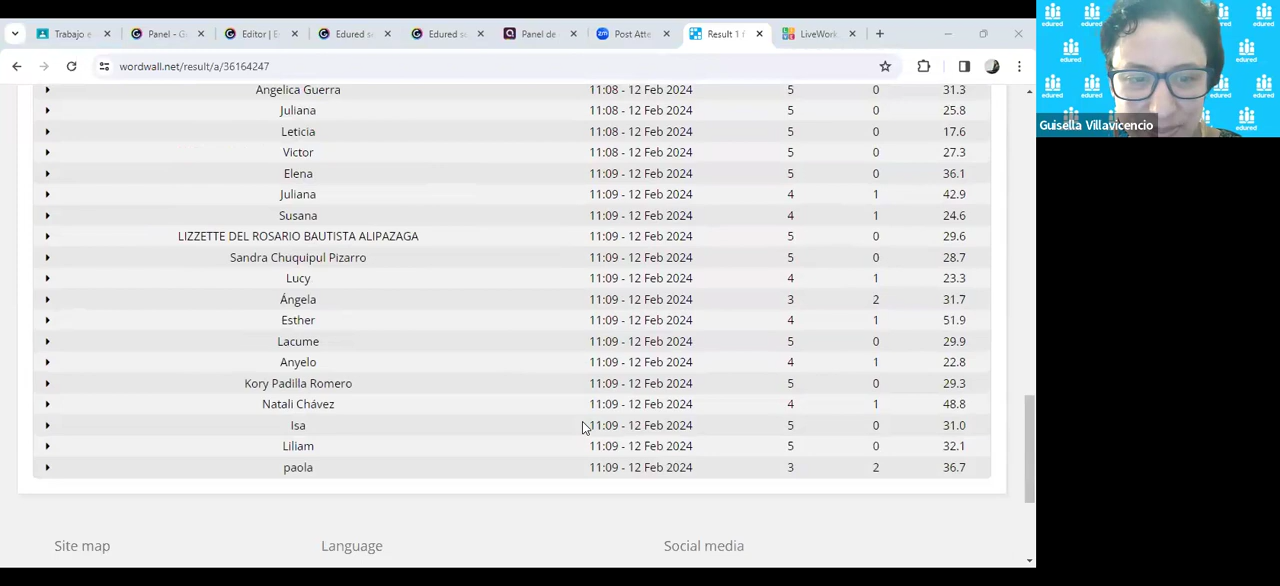 Trabajo e
Panel - G
Editor | E
Edured s
Edured s
Panel de
Post Atte
Result 1 f
LiveWork
wordwall.net/result/a/36164247
Angelica Guerra 11:08 - 12 Feb 2024 5 0 31.3
Juliana 11:08 - 12 Feb 2024 5 0 25.8
Leticia 11:08 - 12 Feb 2024 5 0 17.6
Victor 11:08 - 12 Feb 2024 5 0 27.3
Elena 11:09 - 12 Feb 2024 5 0 36.1
Juliana 11:09 - 12 Feb 2024 4 1 42.9
Susana 11:09 - 12 Feb 2024 4 1 24.6
LIZZETTE DEL ROSARIO BAUTISTA ALIPAZAGA 11:09 - 12 Feb 2024 5 0 29.6
Sandra Chuquipul Pizarro 11:09 - 12 Feb 2024 5 0 28.7
Lucy 11:09 - 12 Feb 2024 4 1 23.3
Ángela 11:09 - 12 Feb 2024 3 2 31.7
Esther 11:09 - 12 Feb 2024 4 1 51.9
Lacume 11:09 - 12 Feb 2024 5 0 29.9
Anyelo 11:09 - 12 Feb 2024 4 1 22.8
Kory Padilla Romero 11:09 - 12 Feb 2024 5 0 29.3
Natali Chávez 11:09 - 12 Feb 2024 4 1 48.8
Isa 11:09 - 12 Feb 2024 5 0 31.0
Liliam 11:09 - 12 Feb 2024 5 0 32.1
paola 11:09 - 12 Feb 2024 3 2 36.7
Site map
Language
Social media
edured
edured
edured
edured
edured
edured
Guisella Villavicencio
edured